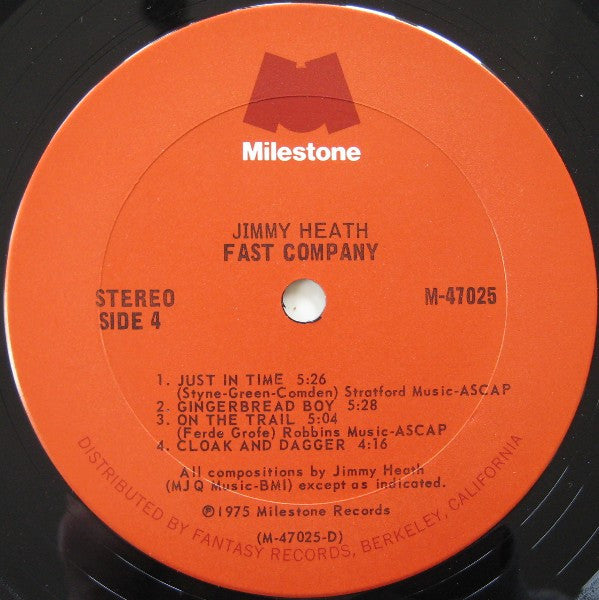 Milestone
JIMMY HEATH
FAST COMPANY
STEREO
SIDE 4
M-47025
1. JUST IN TIME 5:26
(Styne-Green-Comden) Stratford Music-ASCAP
2. GINGERBREAD BOY 5:28
3. ON THE TRAIL 5:04
(Ferde Grofe) Robbins Music-ASCAP
4. CLOAK AND DAGGER 4:16
All compositions by Jimmy Heath
(MJQ Music-BMI) except as indicated.
℗1975 Milestone Records
(M-47025-D)
DISTRIBUTED BY FANTASY RECORDS, BERKELEY, CALIFORNIA